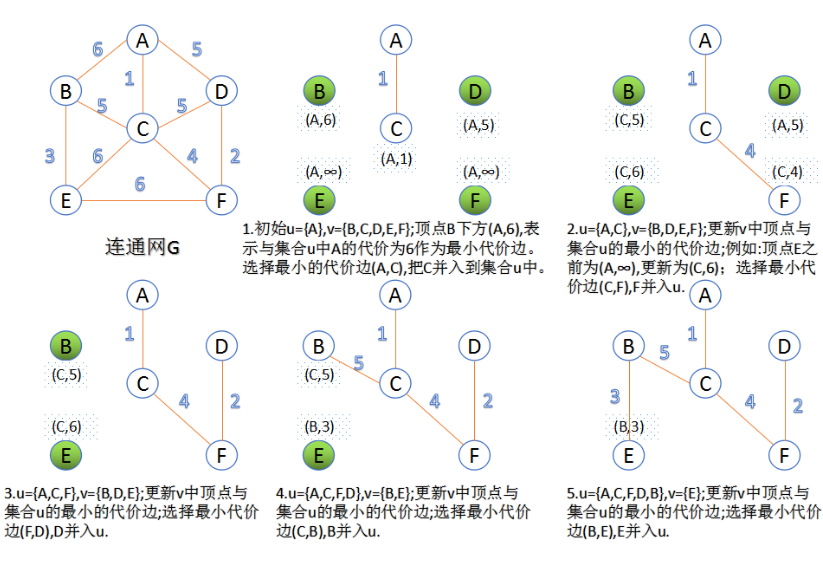 A
6
5
1
B
D
5
5
C
3
6
4
2
6
E
F
连通网G
A
1
B
D
(A,6)
C
(A,5)
(A,1)
(A,∞)
(A,∞)
E
F
1.初始u={A},v={B,C,D,E,F};顶点B下方(A,6),表
示与集合u中A的代价为6作为最小代价边。
选择最小的代价边(A,C),把C并入到集合u中。
A
1
B
D
(C,5)
C
(A,5)
4
(C,6)
(C,4)
E
F
2.u={A,C},v={B,D,E,F};更新v中顶点与
集合u的最小的代价边;例如:顶点E之
前为(A,∞),更新为(C,6)；选择最小代
价边(C,F),F并入u.
A
1
B
D
(C,5)
C
4
2
(C,6)
E
F
3.u={A,C,F},v={B,D,E};更新v中顶点与
集合u的最小的代价边;选择最小代价
边(F,D),D并入u.
A
1
B
D
5
(C,5)
C
4
2
(B,3)
E
F
4.u={A,C,F,D},v={B,E};更新v中顶点与
集合u的最小的代价边;选择最小代价
边(C,B),B并入u.
A
1
B
D
5
C
3
4
2
(B,3)
E
F
5.u={A,C,F,D,B},v={E};更新v中顶点与
集合u的最小的代价边;选择最小代价
边(B,E),E并入u.